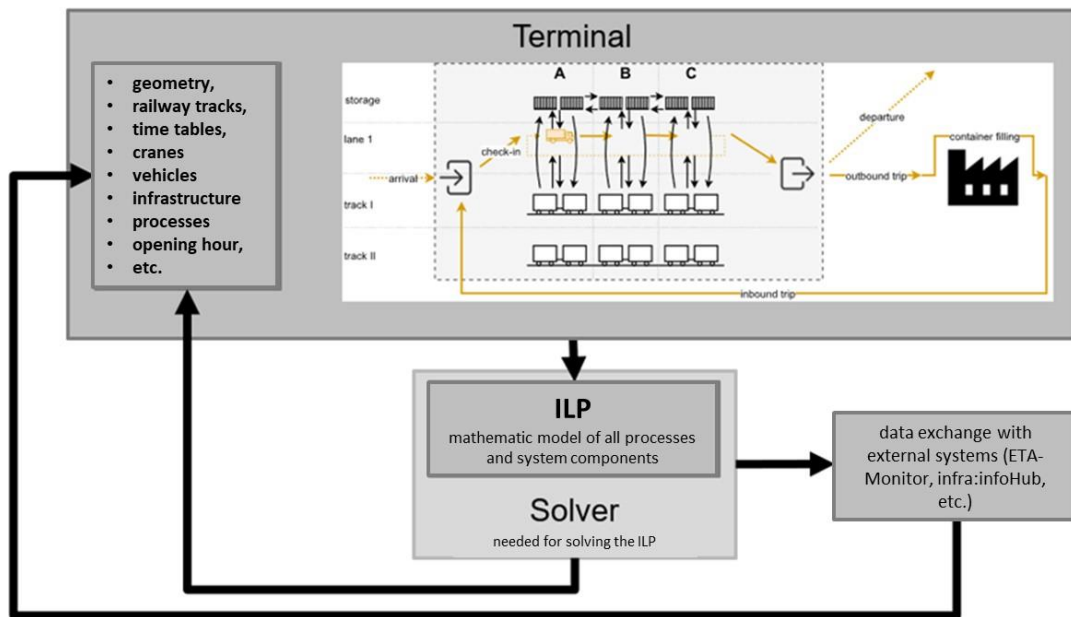 Terminal
• geometry,
• railway tracks,
• time tables,
• cranes
• vehicles
• infrastructure
• processes
• opening hour,
• etc.
A B C
storage
lane 1
track I
track II
arrival
check-in
departure
container filling
outbound trip
inbound trip
ILP
mathematic model of all processes
and system components
Solver
needed for solving the ILP
data exchange with
external systems (ETA-
Monitor, infra:infoHub,
etc.)